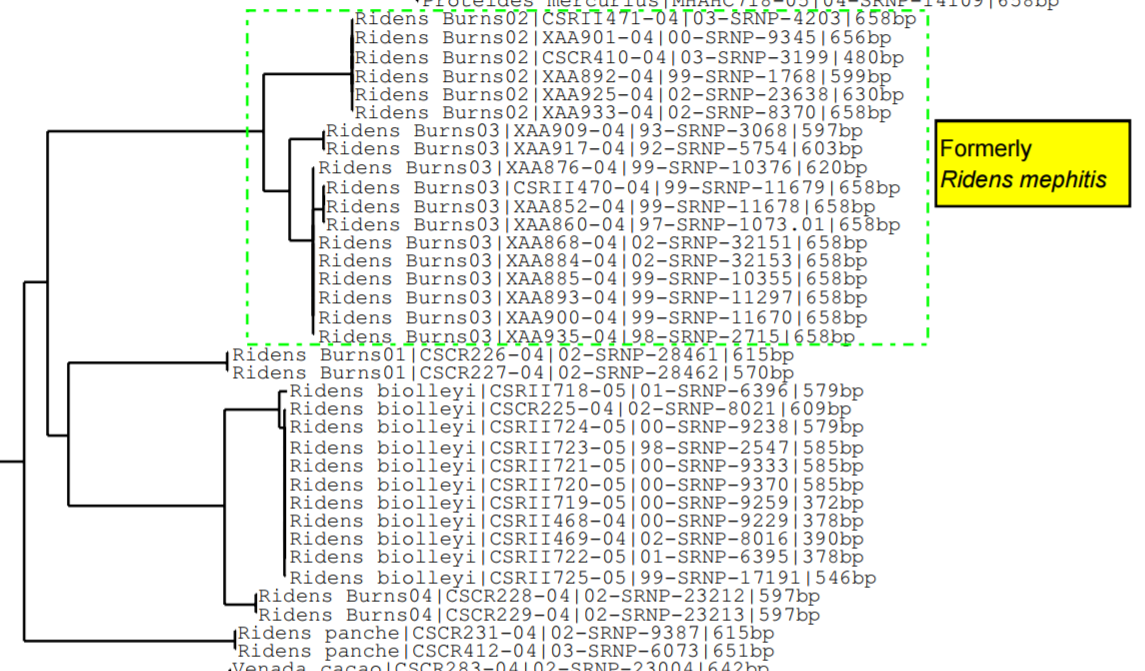 Proteides mercurius|MHAHC718-05|04-SRNP-14109|658bp
Ridens Burns02|CSRII471-04|03-SRNP-4203|658bp
Ridens Burns02|XAA901-04|00-SRNP-9345|656bp
Ridens Burns02|CSCR410-04|03-SRNP-3199|480bp
Ridens Burns02|XAA892-04|99-SRNP-1768|599bp
Ridens Burns02|XAA925-04|02-SRNP-23638|630bp
Ridens Burns02|XAA933-04|02-SRNP-8370|658bp
Ridens Burns03|XAA909-04|93-SRNP-3068|597bp
Ridens Burns03|XAA917-04|92-SRNP-5754|603bp
Ridens Burns03|XAA876-04|99-SRNP-10376|620bp
Ridens Burns03|CSRII470-04|99-SRNP-11679|658bp
Ridens Burns03|XAA852-04|99-SRNP-11678|658bp
Ridens Burns03|XAA860-04|97-SRNP-1073.01|658bp
Ridens Burns03|XAA868-04|02-SRNP-32151|658bp
Ridens Burns03|XAA884-04|02-SRNP-32153|658bp
Ridens Burns03|XAA885-04|99-SRNP-10355|658bp
Ridens Burns03|XAA893-04|99-SRNP-11297|658bp
Ridens Burns03|XAA900-04|99-SRNP-11670|658bp
Ridens Burns03|XAA935-04|98-SRNP-2715|658bp
Formerly
Ridens mephitis
Ridens Burns01|CSCR226-04|02-SRNP-28461|615bp
Ridens Burns01|CSCR227-04|02-SRNP-28462|570bp
Ridens biolleyi|CSRII718-05|01-SRNP-6396|579bp
Ridens biolleyi|CSCR225-04|02-SRNP-8021|609bp
Ridens biolleyi|CSRII724-05|00-SRNP-9238|579bp
Ridens biolleyi|CSRII723-05|98-SRNP-2547|585bp
Ridens biolleyi|CSRII721-05|00-SRNP-9333|585bp
Ridens biolleyi|CSRII720-05|00-SRNP-9370|585bp
Ridens biolleyi|CSRII719-05|00-SRNP-9259|372bp
Ridens biolleyi|CSRII468-04|00-SRNP-9229|378bp
Ridens biolleyi|CSRII469-04|02-SRNP-8016|390bp
Ridens biolleyi|CSRII722-05|01-SRNP-6395|378bp
Ridens biolleyi|CSRII725-05|99-SRNP-17191|546bp
Ridens Burns04|CSCR228-04|02-SRNP-23212|597bp
Ridens Burns04|CSCR229-04|02-SRNP-23213|597bp
Ridens panche|CSCR231-04|02-SRNP-9387|615bp
Ridens panche|CSCR412-04|03-SRNP-6073|651bp
Venada cacao|CSCR283-04|02-SRNP-23004|642bp